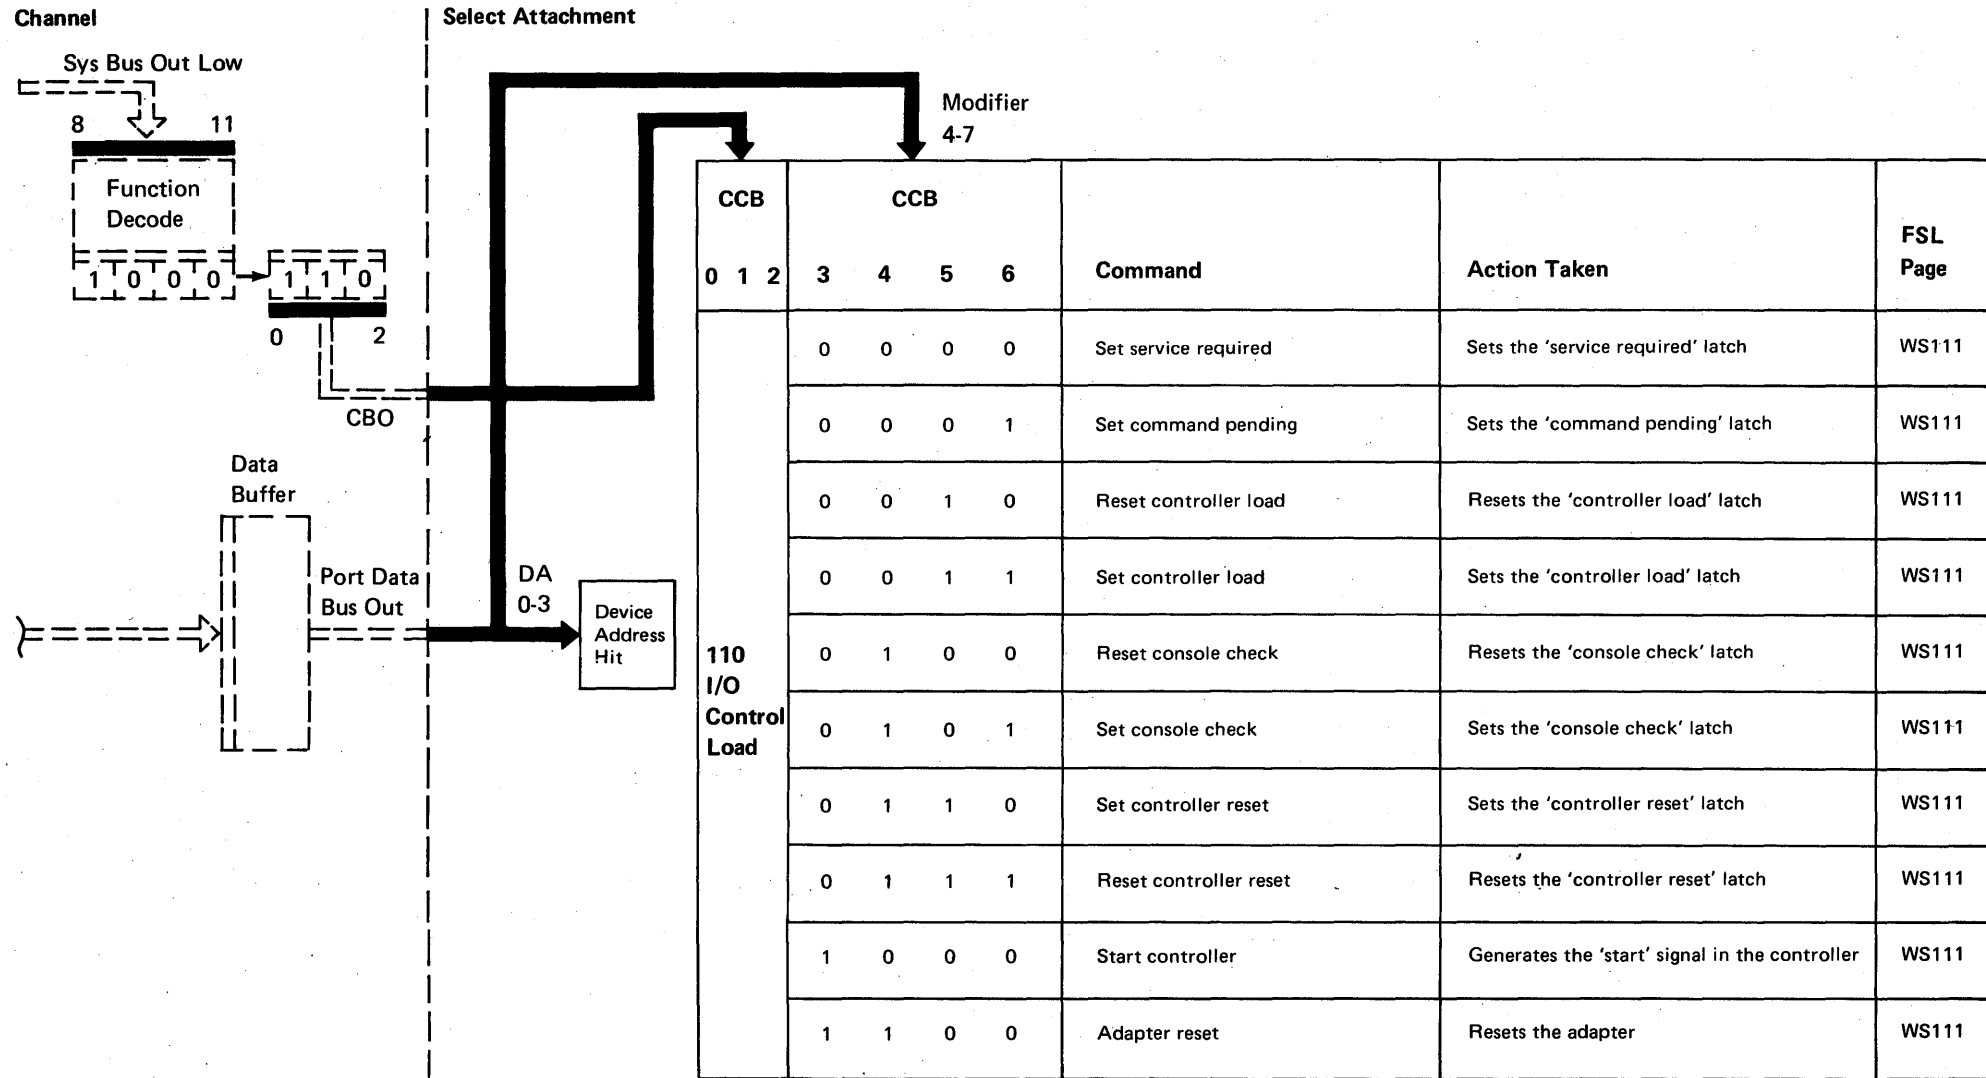 Channel
Select Attachment
Sys Bus Out Low
8 11
Function
Decode
1 0 0 0
1 1 0
0 2
CBO
Data
Buffer
Port Data
Bus Out
DA
0-3
Device
Address
Hit
Modifier
4-7
CCB CCB
0 1 2 3 4 5 6 Command Action Taken FSL Page
110
I/O
Control
Load
0 0 0 0 Set service required Sets the 'service required' latch WS111
0 0 0 1 Set command pending Sets the 'command pending' latch WS111
0 0 1 0 Reset controller load Resets the 'controller load' latch WS111
0 0 1 1 Set controller load Sets the 'controller load' latch WS111
0 1 0 0 Reset console check Resets the 'console check' latch WS111
0 1 0 1 Set console check Sets the 'console check' latch WS111
0 1 1 0 Set controller reset Sets the 'controller reset' latch WS111
0 1 1 1 Reset controller reset Resets the 'controller reset' latch WS111
1 0 0 0 Start controller Generates the 'start' signal in the controller WS111
1 1 0 0 Adapter reset Resets the adapter WS111